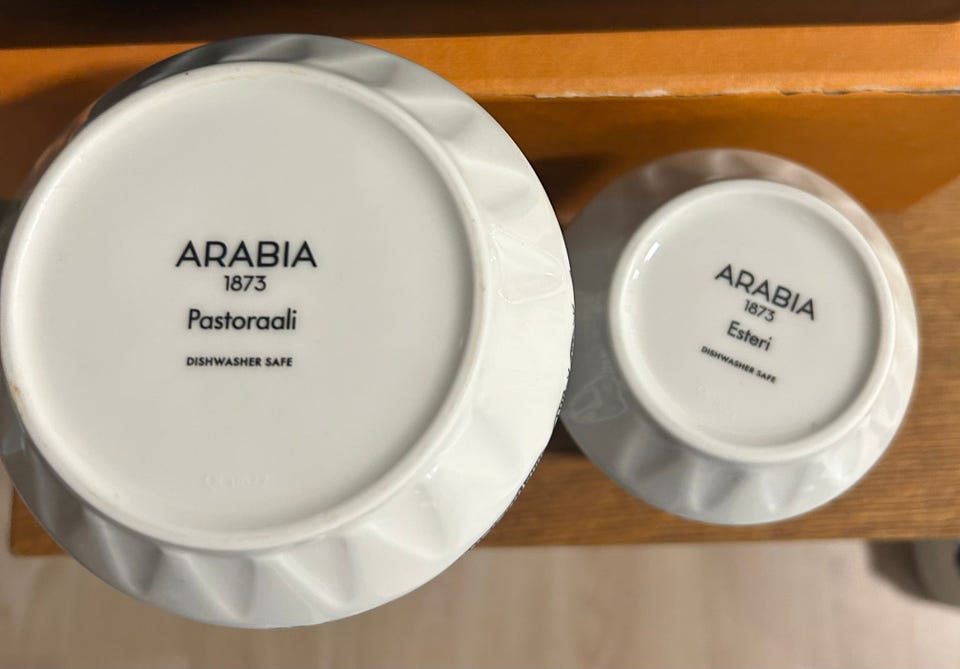 ARABIA
1873
Pastoraali
DISHWASHER SAFE
ARABIA
1873
Esteri
DISHWASHER SAFE